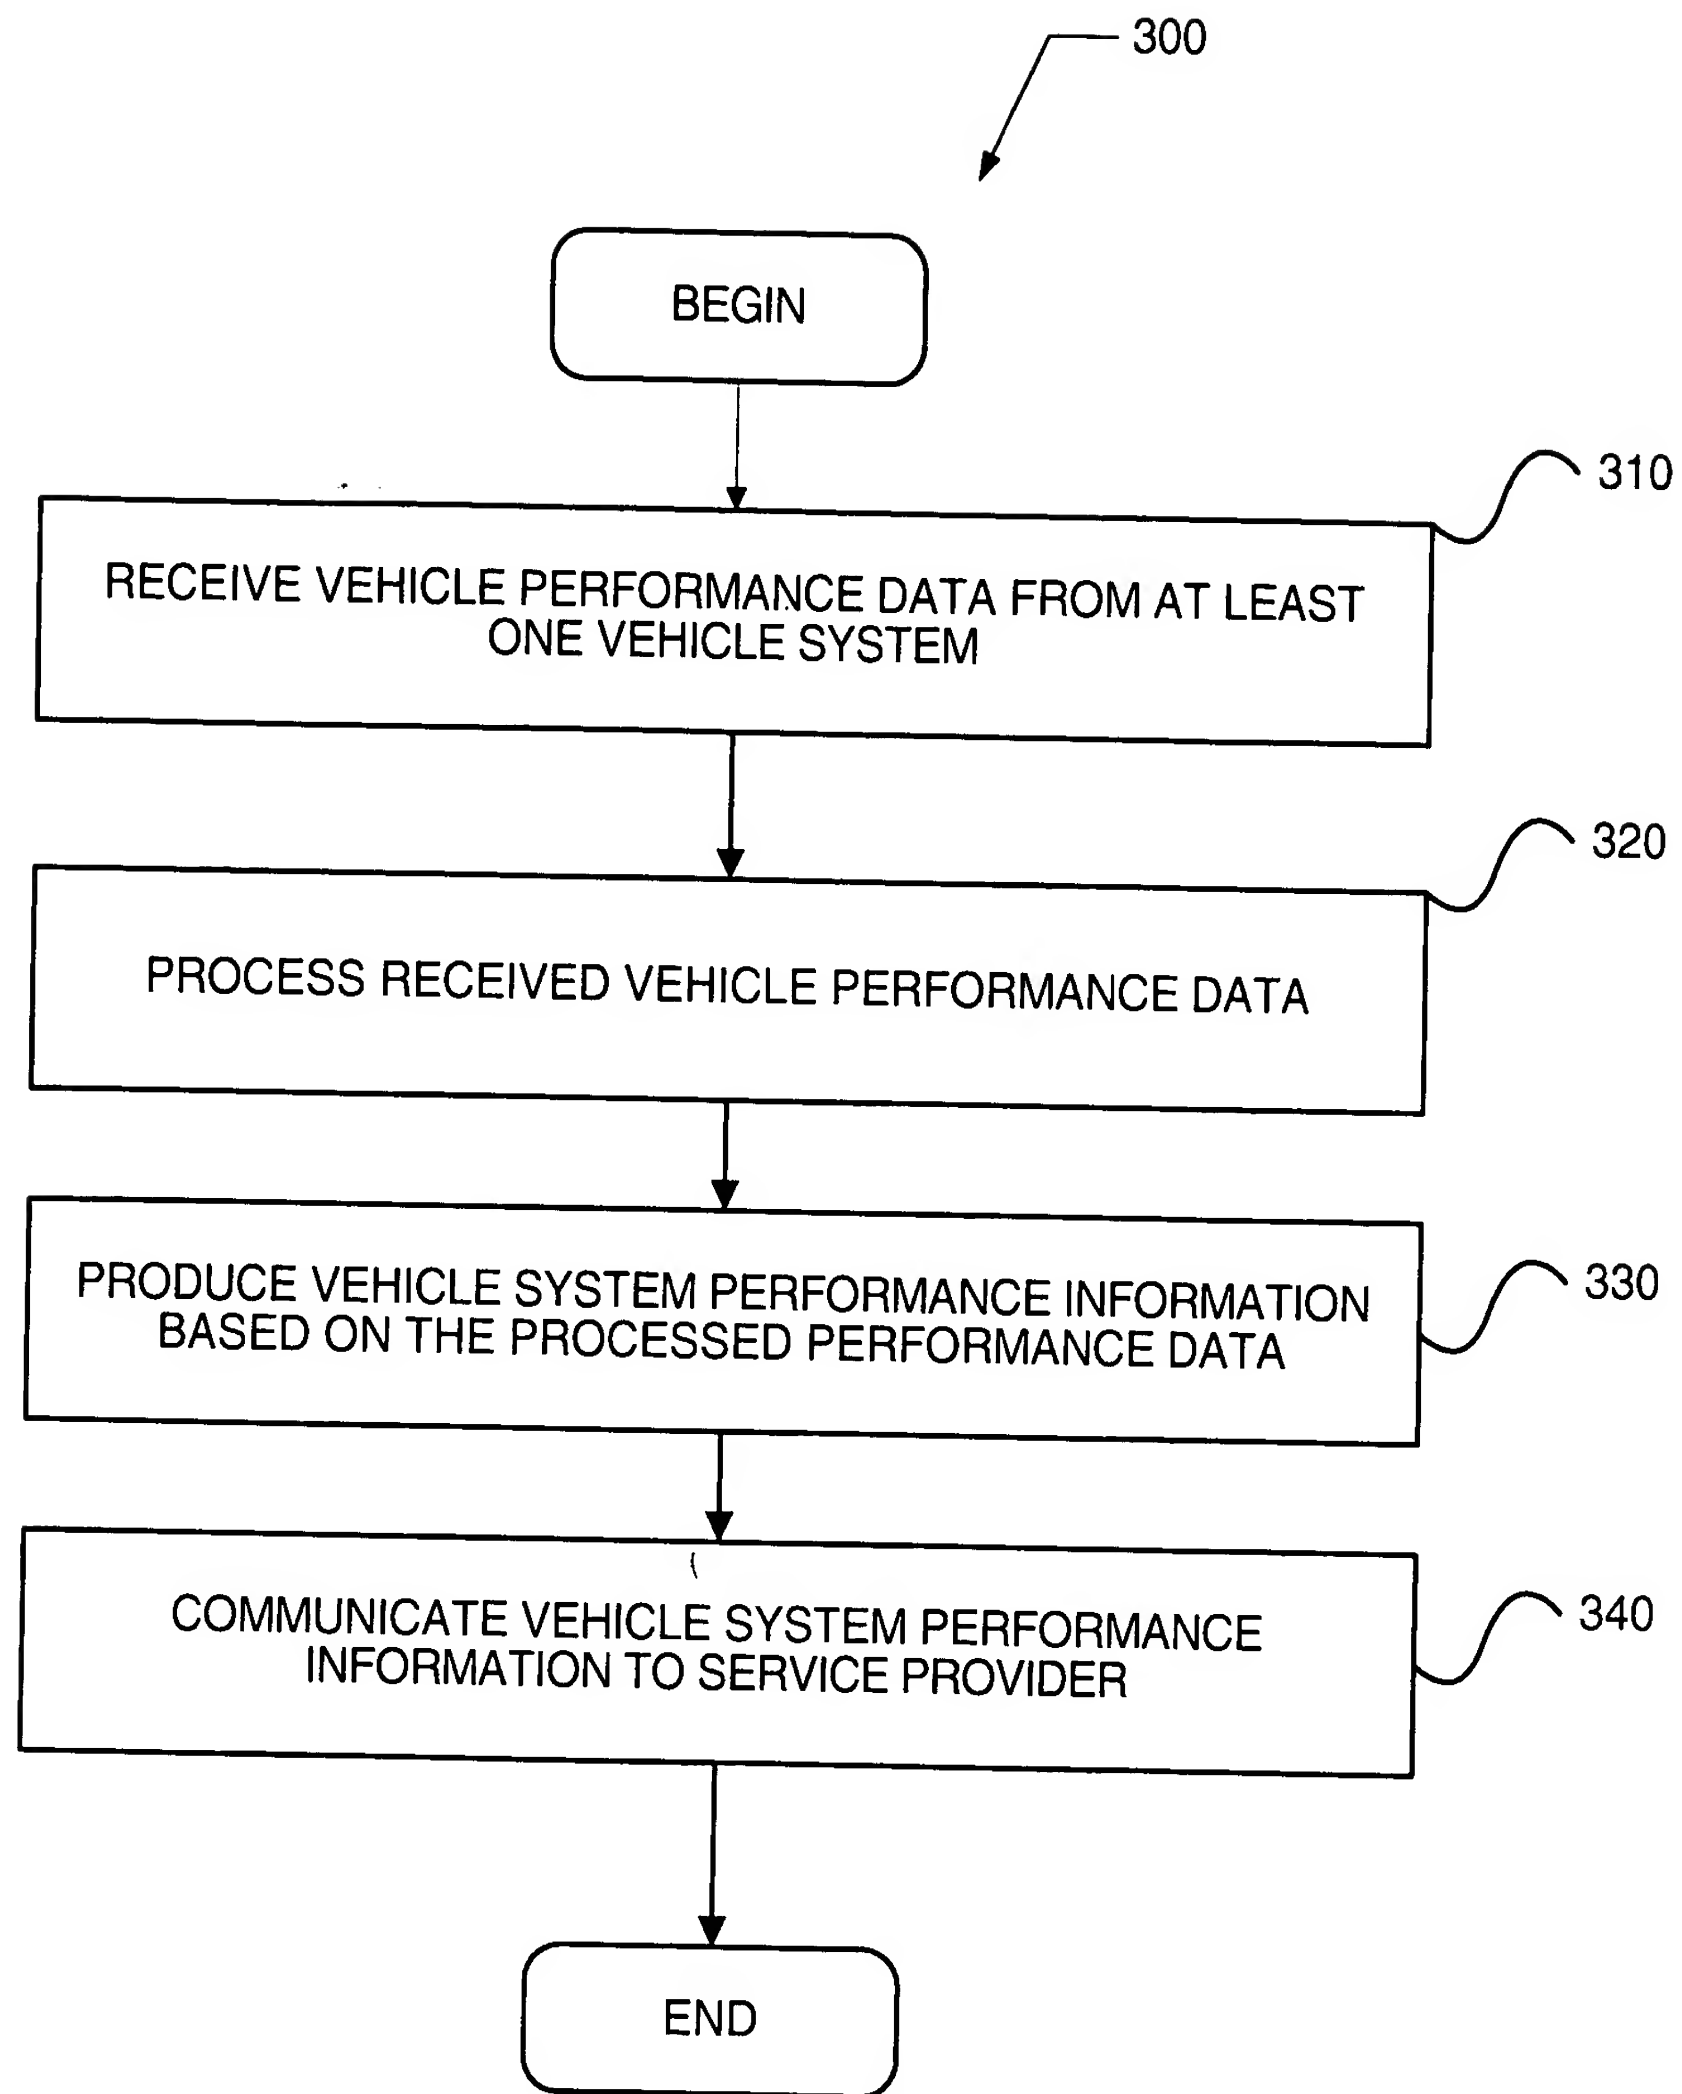 300
BEGIN
310
RECEIVE VEHICLE PERFORMANCE DATA FROM AT LEAST
ONE VEHICLE SYSTEM
320
PROCESS RECEIVED VEHICLE PERFORMANCE DATA
330
PRODUCE VEHICLE SYSTEM PERFORMANCE INFORMATION
BASED ON THE PROCESSED PERFORMANCE DATA
340
COMMUNICATE VEHICLE SYSTEM PERFORMANCE
INFORMATION TO SERVICE PROVIDER
END